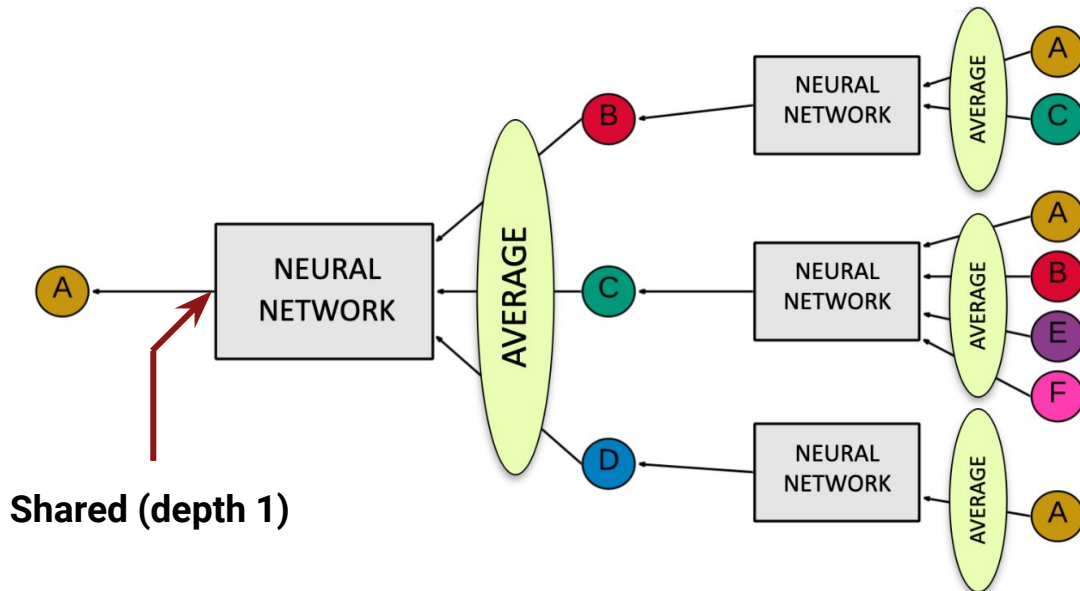 A
NEURAL
NETWORK
AVERAGE
B
C
D
NEURAL
NETWORK
AVERAGE
A
C
NEURAL
NETWORK
AVERAGE
A
B
E
F
NEURAL
NETWORK
AVERAGE
A
Shared (depth 1)